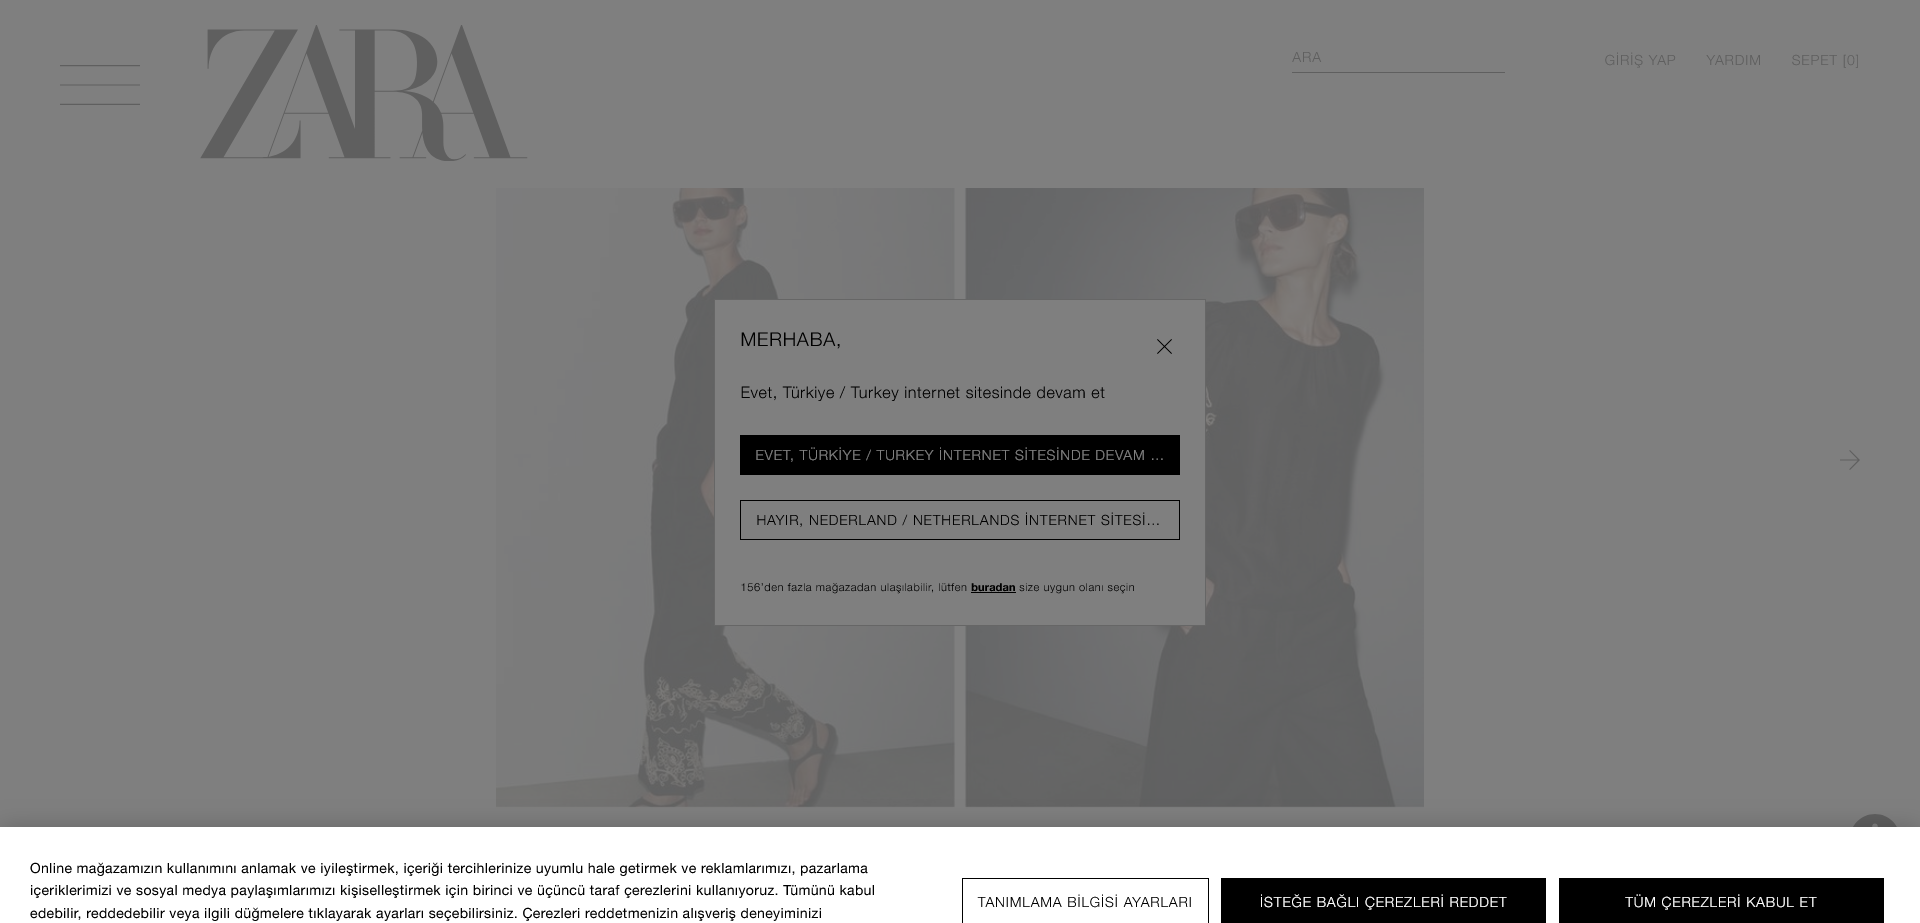 ZARA
ARA
GİRİŞ YAP
YARDIM
SEPET [0]
MERHABA,
Evet, Türkiye / Turkey internet sitesinde devam et
EVET, TÜRKİYE / TURKEY İNTERNET SİTESİNDE DEVAM ...
HAYIR, NEDERLAND / NETHERLANDS İNTERNET SİTESİ...
156'den fazla mağazadan ulaşılabilir, lütfen buradan size uygun olanı seçin
Online mağazamızın kullanımını anlamak ve iyileştirmek, içeriği tercihlerinize uyumlu hale getirmek ve reklamlarımızı, pazarlama
içeriklerimizi ve sosyal medya paylaşımlarımızı kişiselleştirmek için birinci ve üçüncü taraf çerezlerini kullanıyoruz. Tümünü kabul
edebilir, reddedebilir veya ilgili düğmelere tıklayarak ayarları seçebilirsiniz. Çerezleri reddetmenizin alışveriş deneyiminizi
TANIMLAMA BİLGİSİ AYARLARI
İSTEĞE BAĞLI ÇEREZLERİ REDDET
TÜM ÇEREZLERİ KABUL ET